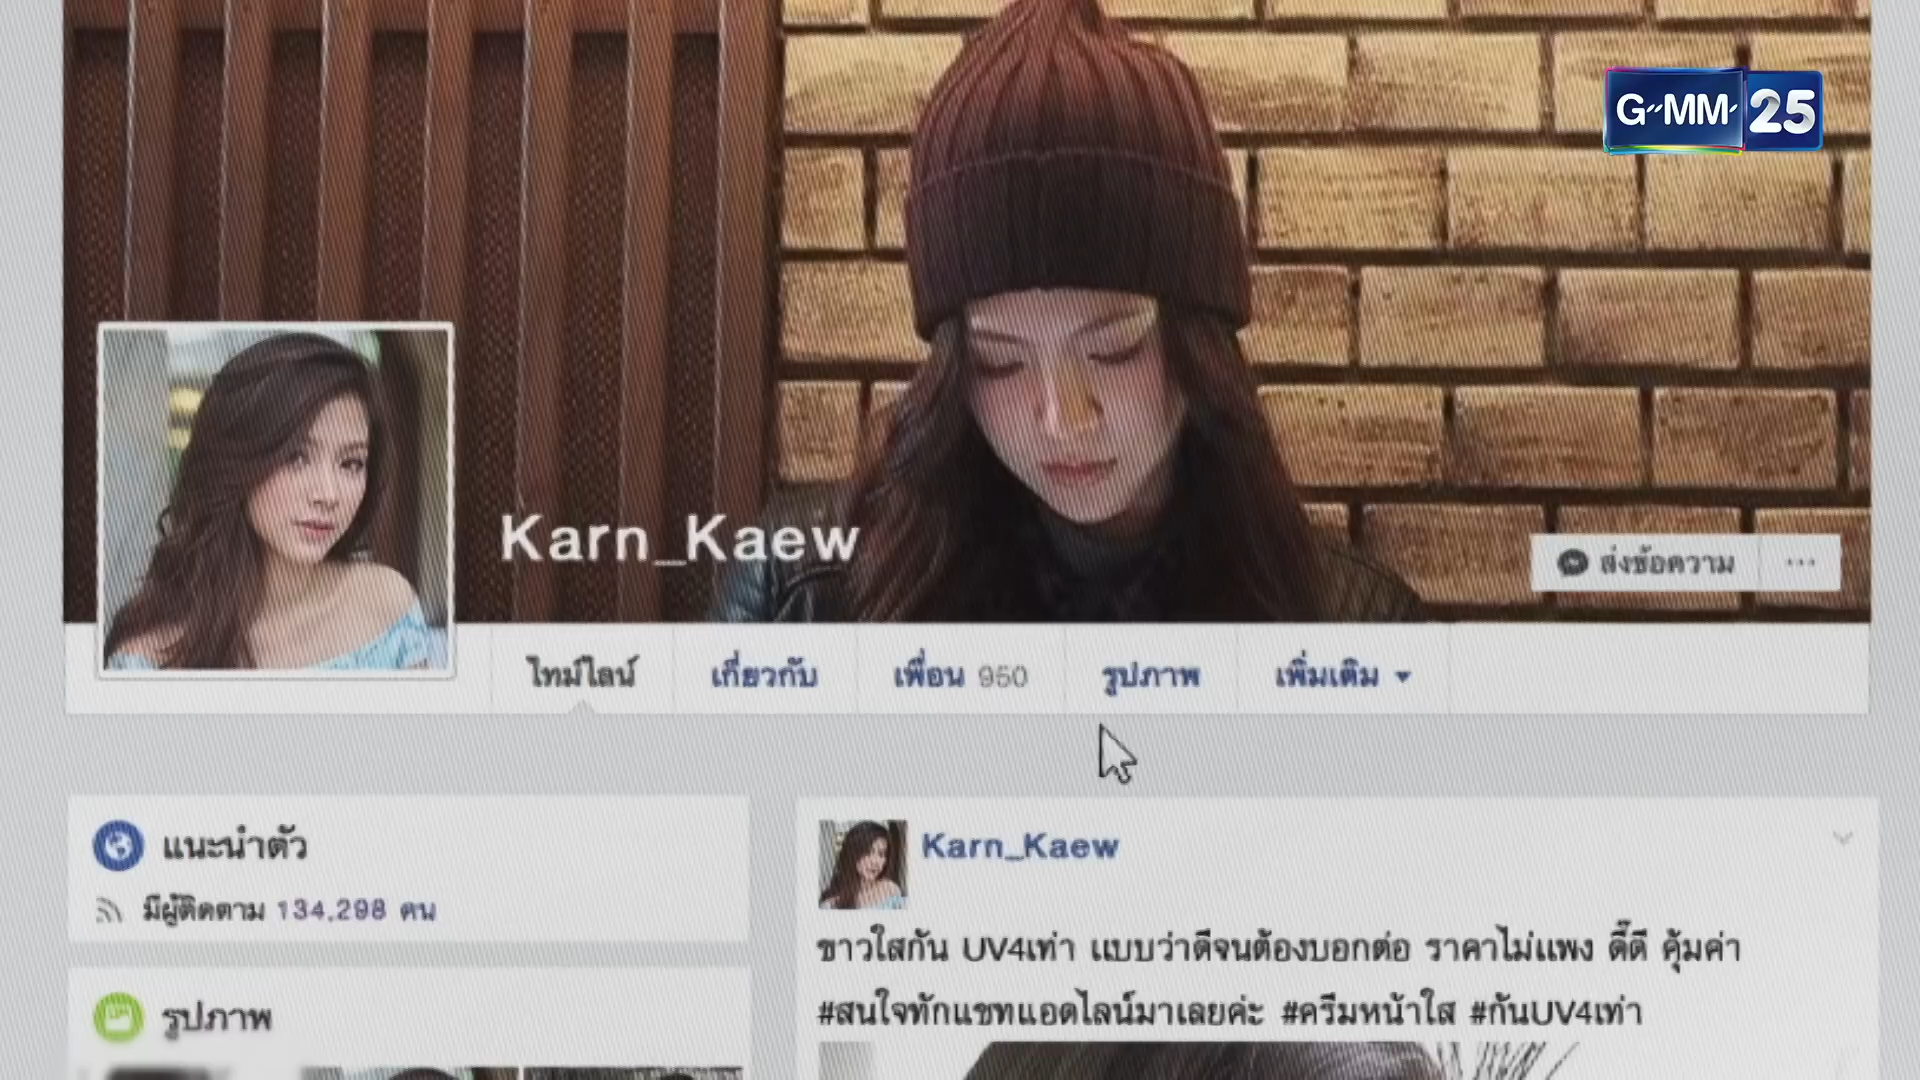 G-MM 25
Karn_Kaew
ส่งข้อความ ...
ไทม์ไลน์ เกี่ยวกับ เพื่อน 950 รูปภาพ เพิ่มเติม
แนะนำตัว
มีผู้ติดตาม 134,298 คน
รูปภาพ
Karn_Kaew
ขาวใสกัน UV4เท่า แบบว่าดีจนต้องบอกต่อ ราคาไม่แพง ดี๊ดี คุ้มค่า
#สนใจทักแชทแอดไลน์มาเลยค่ะ #ครีมหน้าใส #กันUV4เท่า